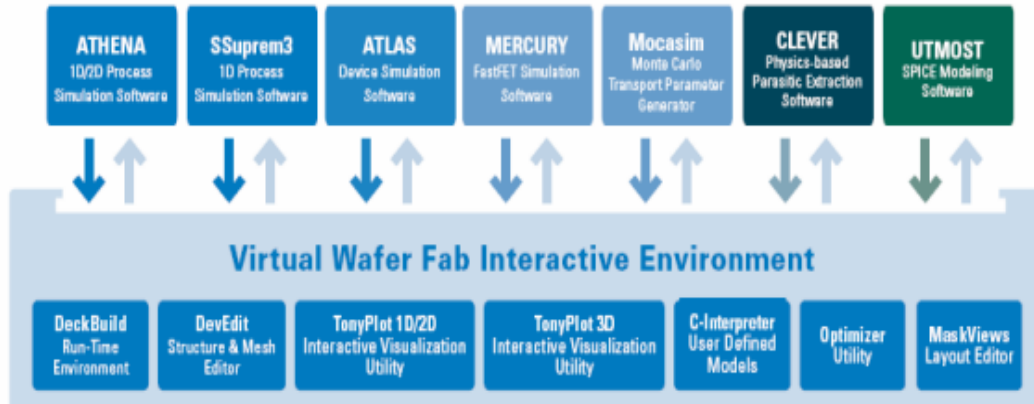 ATHENA
1D/2D Process
Simulation Software
SSuprem3
1D Process
Simulation Software
ATLAS
Device Simulation
Software
MERCURY
FastFET Simulation
Software
Mocasim
Monte Carlo
Transport Parameter
Generator
CLEVER
Physics-based
Parasitic Extraction
Software
UTMOST
SPICE Modeling
Software
Virtual Wafer Fab Interactive Environment
DeckBuild
Run-Time
Environment
DevEdit
Structure & Mesh
Editor
TonyPlot 1D/2D
Interactive Visualization
Utility
TonyPlot 3D
Interactive Visualization
Utility
C-Interpreter
User Defined
Models
Optimizer
Utility
MaskViews
Layout Editor